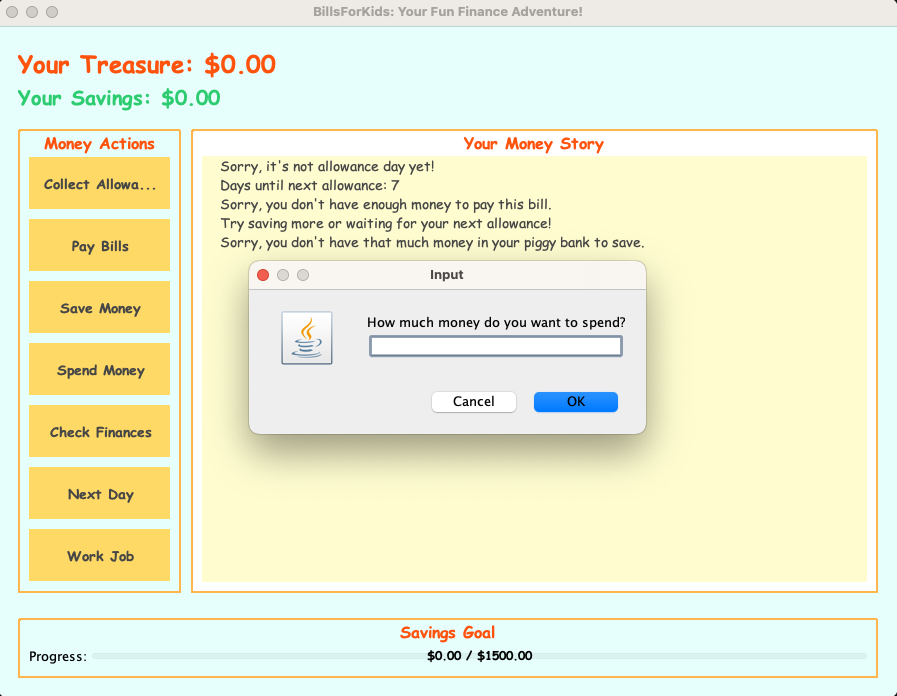 BillsForKids: Your Fun Finance Adventure!
Your Treasure: $0.00
Your Savings: $0.00
Money Actions
Collect Allowa...
Pay Bills
Save Money
Spend Money
Check Finances
Next Day
Work Job
Your Money Story
Sorry, it's not allowance day yet!
Days until next allowance: 7
Sorry, you don't have enough money to pay this bill.
Try saving more or waiting for your next allowance!
Sorry, you don't have that much money in your piggy bank to save.
Input
How much money do you want to spend?
Cancel
OK
Savings Goal
Progress:
$0.00 / $1500.00